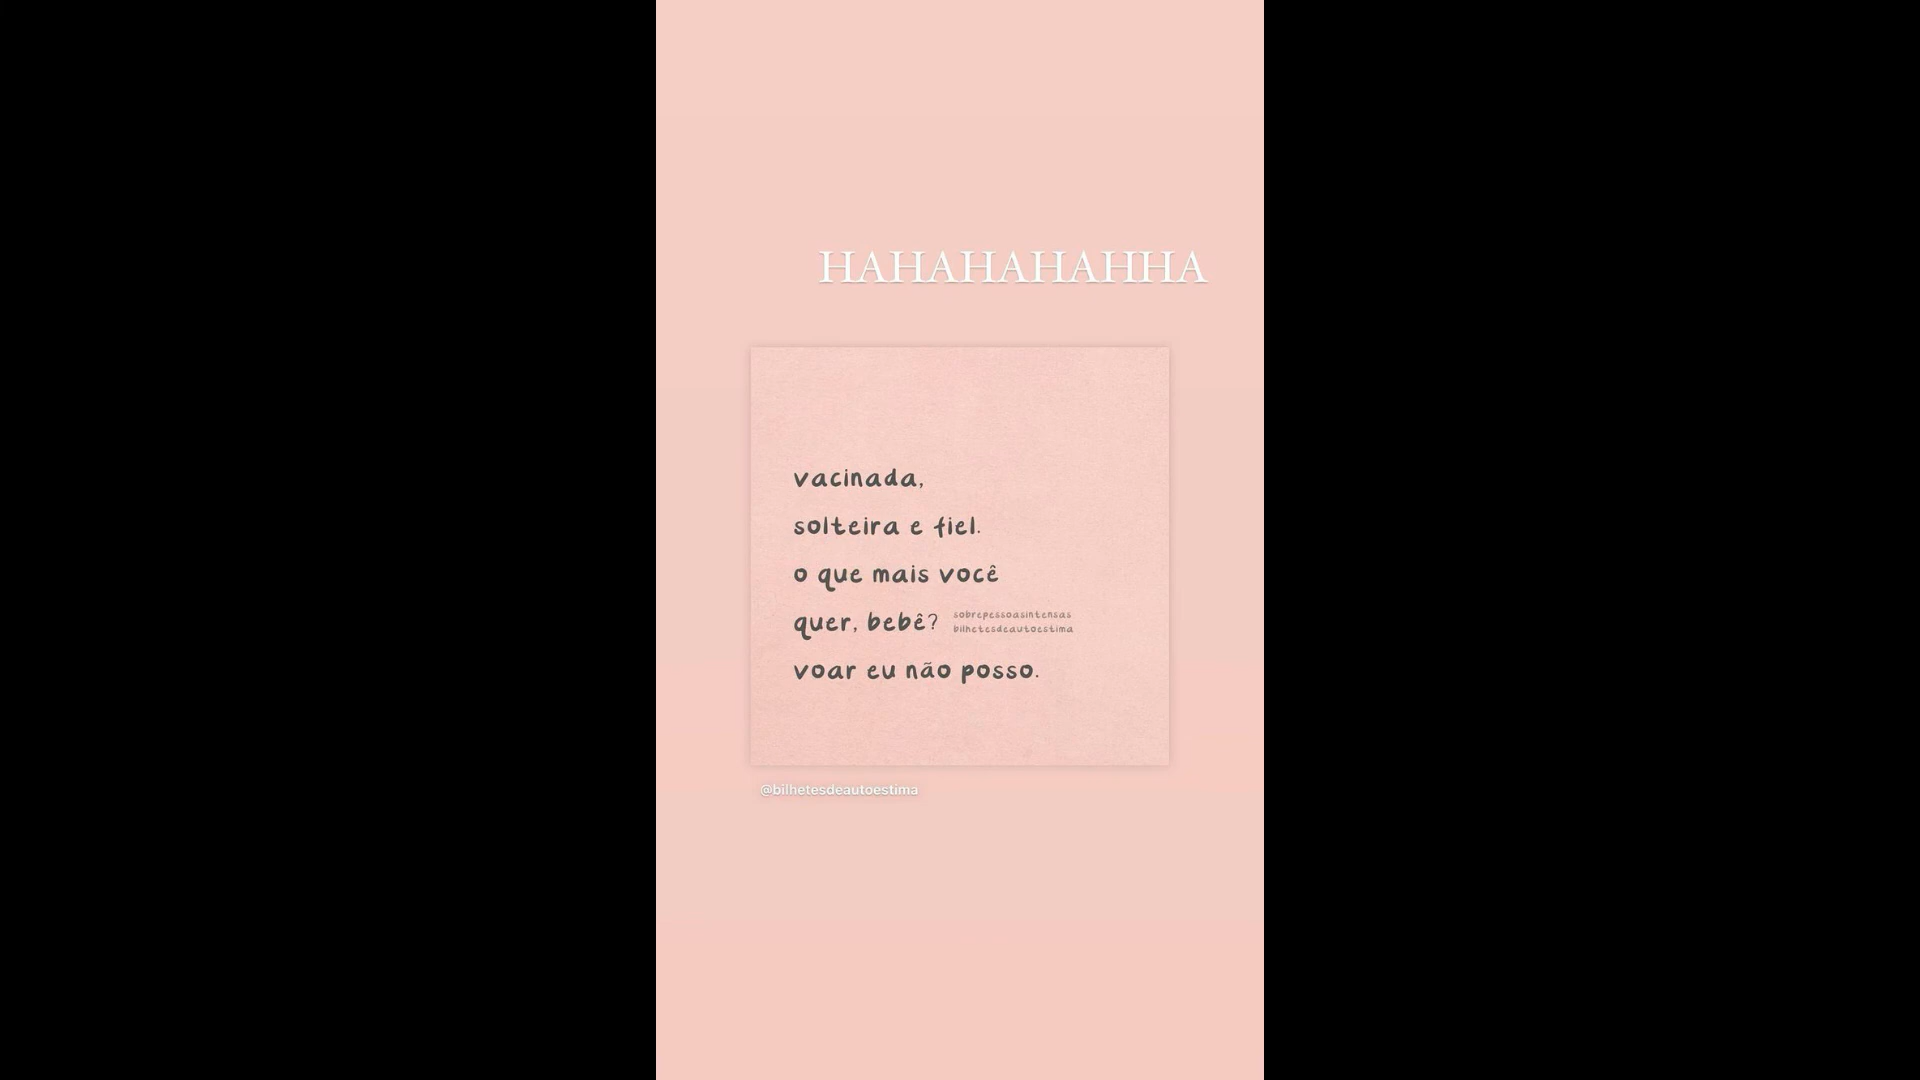 HAHAHAHAHHA
vacinada,
solteira e fiel.
o que mais você
quer, bebê?
sobrepessoasintensas
bilhetesdeautoestima
voar eu não posso.
@bilhetesdeautoestima